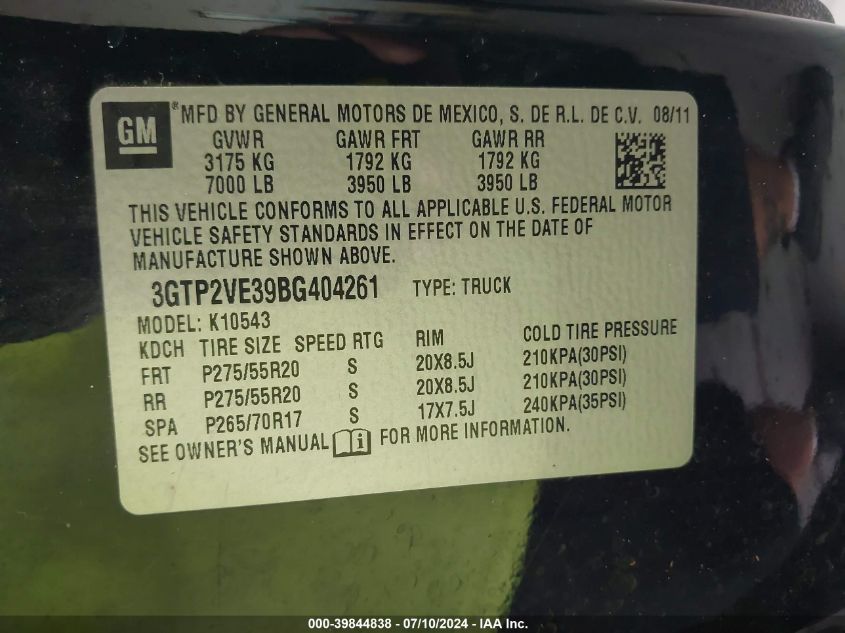 GM ® MFD BY GENERAL MOTORS DE MEXICO, S. DE R.L. DE C.V. 08/11
GVWR GAWR FRT GAWR RR
3175 KG 1792 KG 1792 KG
7000 LB 3950 LB 3950 LB
THIS VEHICLE CONFORMS TO ALL APPLICABLE U.S. FEDERAL MOTOR
VEHICLE SAFETY STANDARDS IN EFFECT ON THE DATE OF
MANUFACTURE SHOWN ABOVE.
3GTP2VE39BG404261 TYPE: TRUCK
MODEL: K10543
KDCH TIRE SIZE SPEED RTG RIM COLD TIRE PRESSURE
FRT P275/55R20 S 20X8.5J 210KPA(30PSI)
RR P275/55R20 S 20X8.5J 210KPA(30PSI)
SPA P265/70R17 S 17X7.5J 240KPA(35PSI)
SEE OWNER'S MANUAL i FOR MORE INFORMATION.
000-39844838 - 07/10/2024 - IAA Inc.